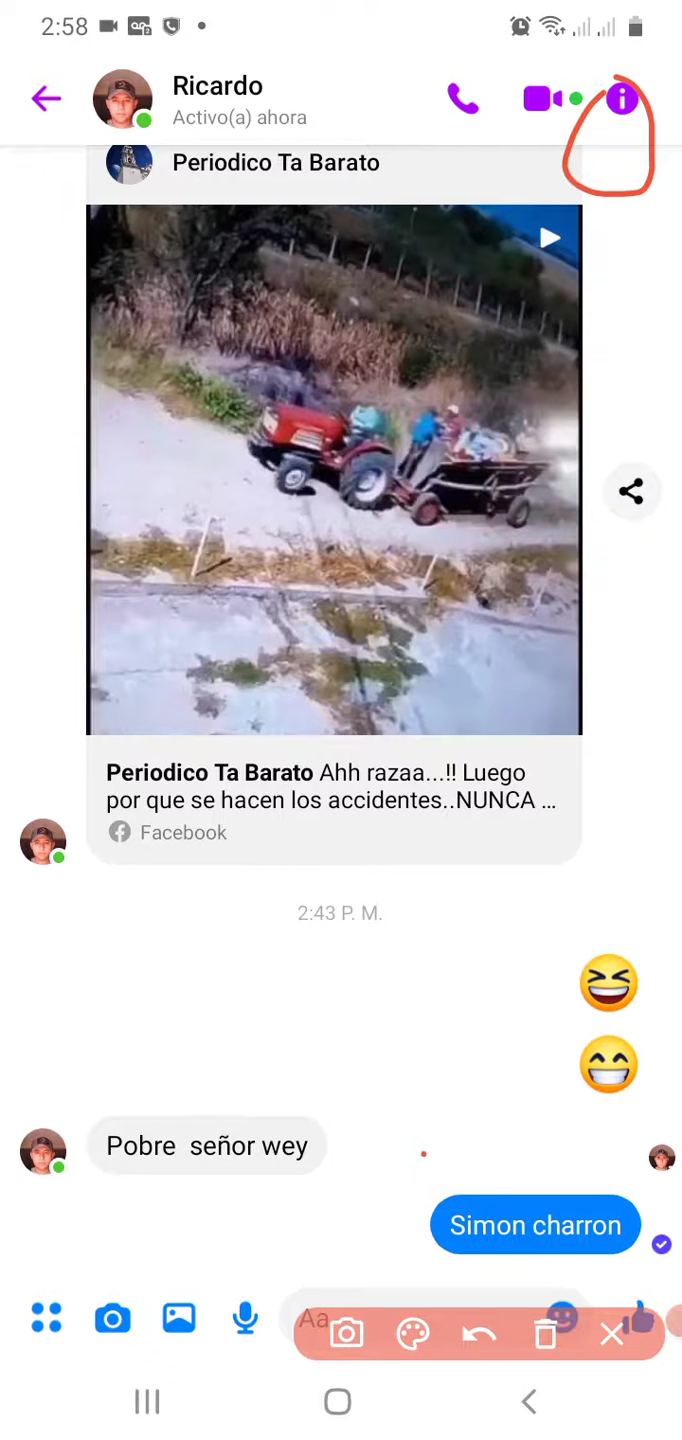 2:58
Ricardo
Activo(a) ahora
Periodico Ta Barato
Periodico Ta Barato Ahh razaa...!! Luego
por que se hacen los accidentes..NUNCA ...
Facebook
2:43 P. M.
Pobre señor wey
Simon charron
Aa